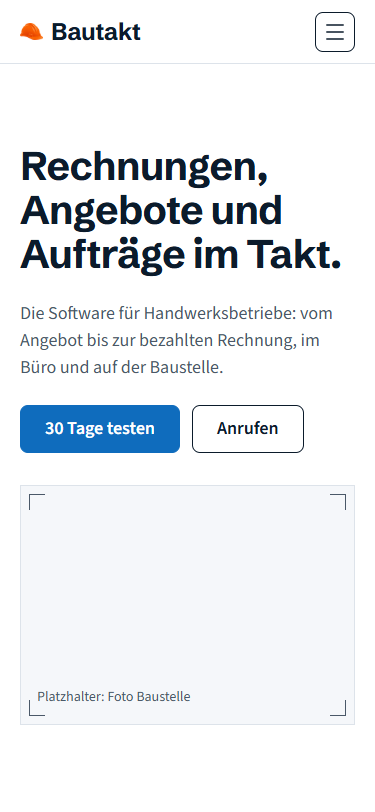 Bautakt
Rechnungen,
Angebote und
Aufträge im Takt.
Die Software für Handwerksbetriebe: vom
Angebot bis zur bezahlten Rechnung, im
Büro und auf der Baustelle.
30 Tage testen
Anrufen
Platzhalter: Foto Baustelle